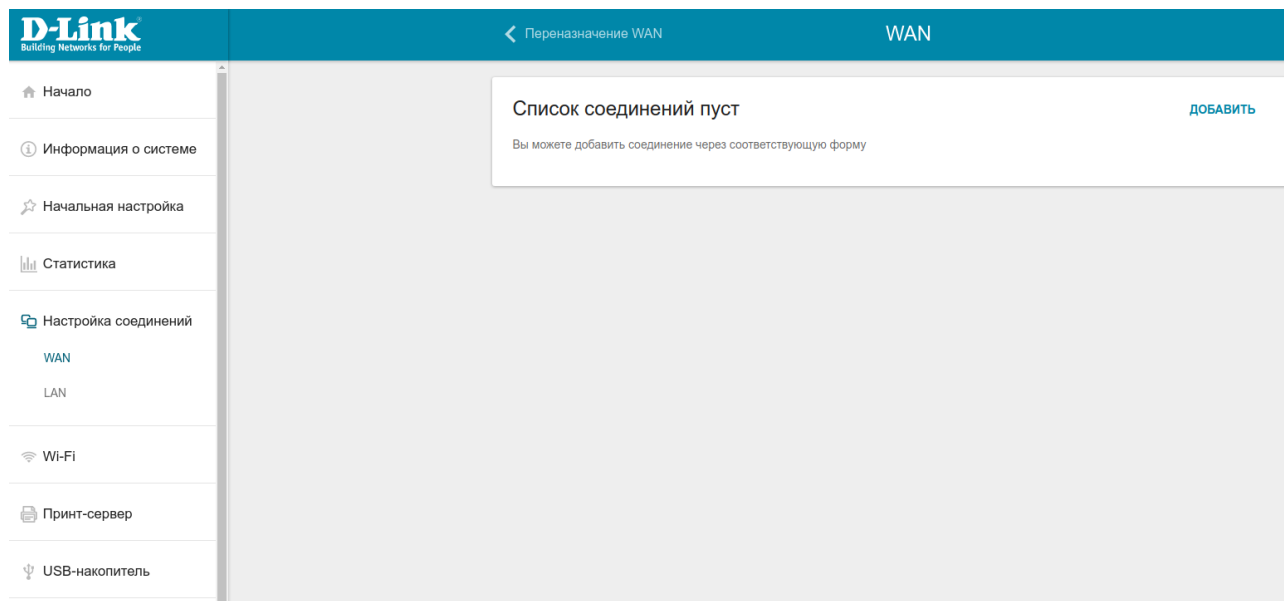 D-Link
Building Networks for People
Переназначение WAN
WAN
Начало
Информация о системе
Начальная настройка
Статистика
Настройка соединений
WAN
LAN
Wi-Fi
Принт-сервер
USB-накопитель
Список соединений пуст
ДОБАВИТЬ
Вы можете добавить соединение через соответствующую форму